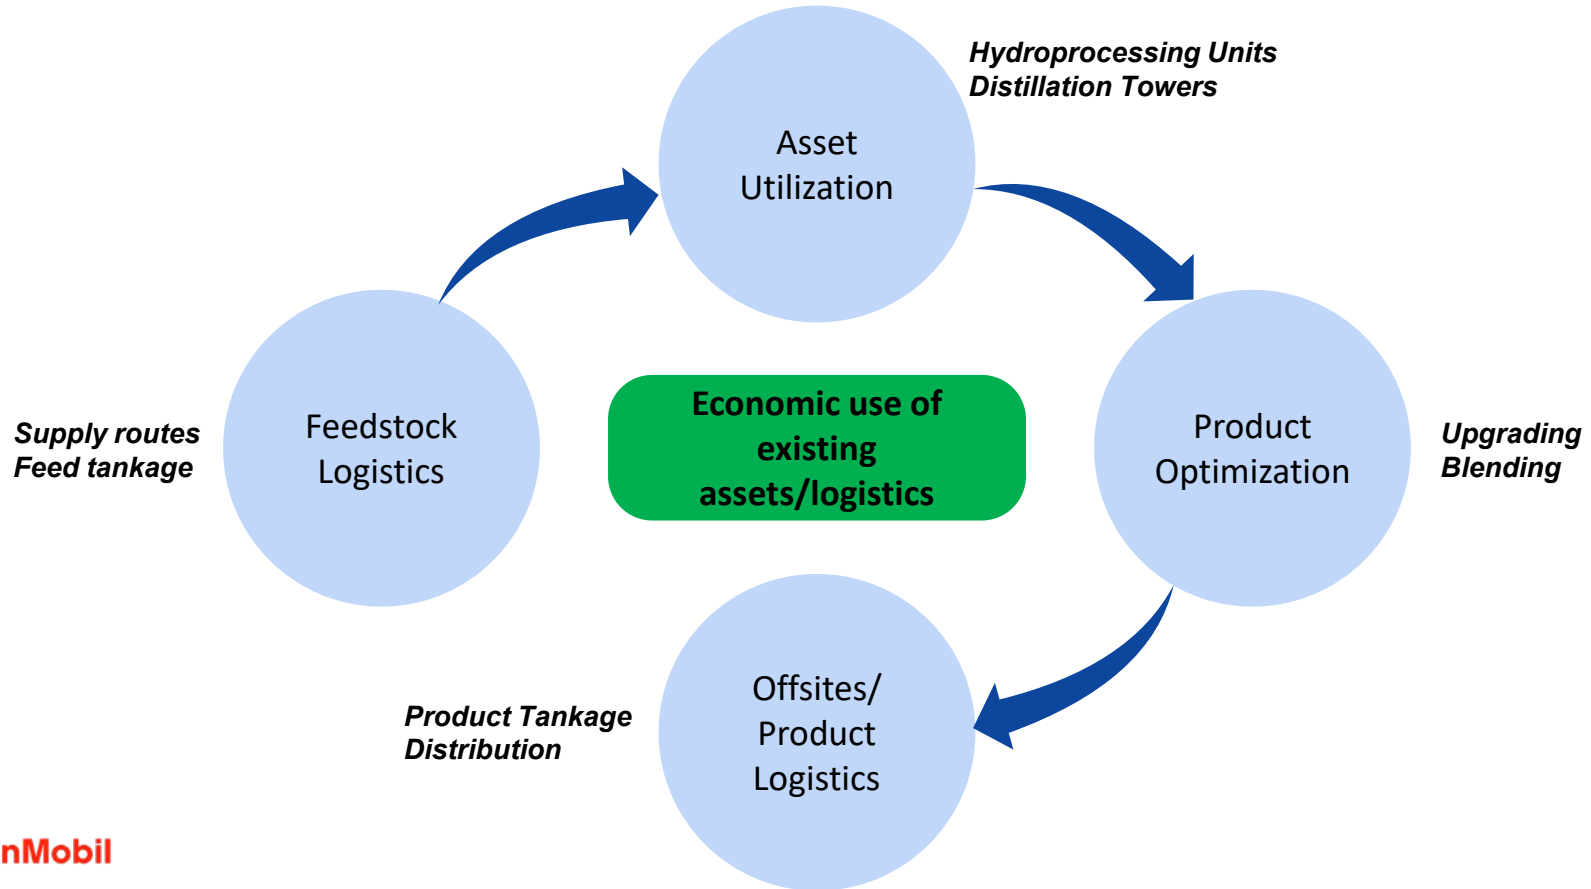 Hydroprocessing Units
Distillation Towers
Asset
Utilization
Supply routes
Feed tankage
Feedstock
Logistics
Economic use of
existing
assets/logistics
Product
Optimization
Upgrading
Blending
Product Tankage
Distribution
Offsites/
Product
Logistics
nMobil